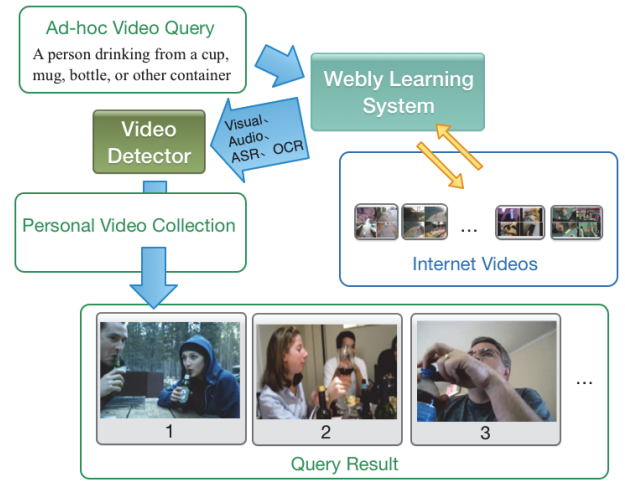 Ad-hoc Video Query
A person drinking from a cup,
mug, bottle, or other container
Webly Learning
System
Visual、
Audio、
ASR、OCR
Video
Detector
Personal Video Collection
...
Internet Videos
1
2
3
...
Query Result